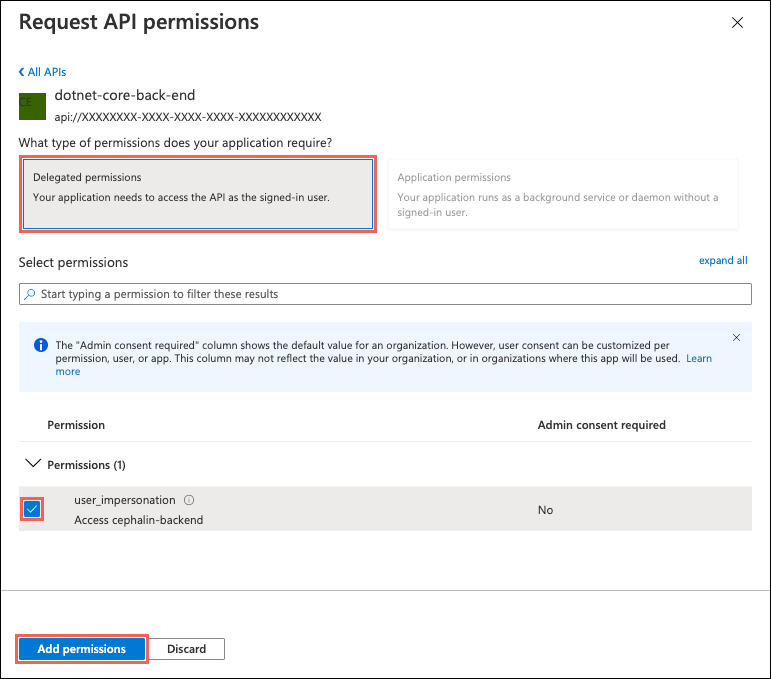 Request API permissions
All APIs
CE
dotnet-core-back-end
api://XXXXXXXX-XXXX-XXXX-XXXX-XXXXXXXXXXXX
What type of permissions does your application require?
Delegated permissions
Your application needs to access the API as the signed-in user.
Application permissions
Your application runs as a background service or daemon without a
signed-in user.
Select permissions
expand all
Start typing a permission to filter these results
The "Admin consent required" column shows the default value for an organization. However, user consent can be customized per
permission, user, or app. This column may not reflect the value in your organization, or in organizations where this app will be used. Learn
more
Permission
Admin consent required
Permissions (1)
user_impersonation
Access cephalin-backend
No
Add permissions
Discard